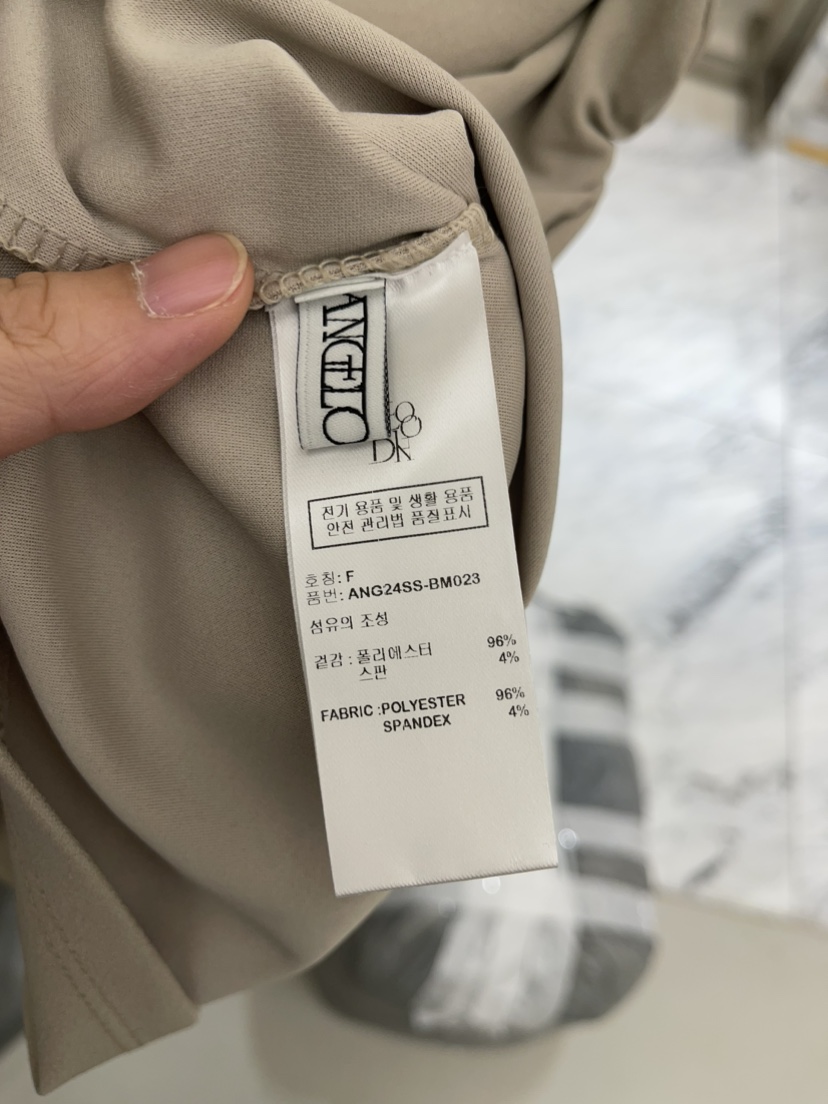 ANGELO
DK
전기 용품 및 생활 용품
안전 관리법 품질표시
호칭: F
품번: ANG24SS-BM023
섬유의 조성
겉감 : 폴리에스터 96%
스판 4%
FABRIC :POLYESTER 96%
SPANDEX 4%